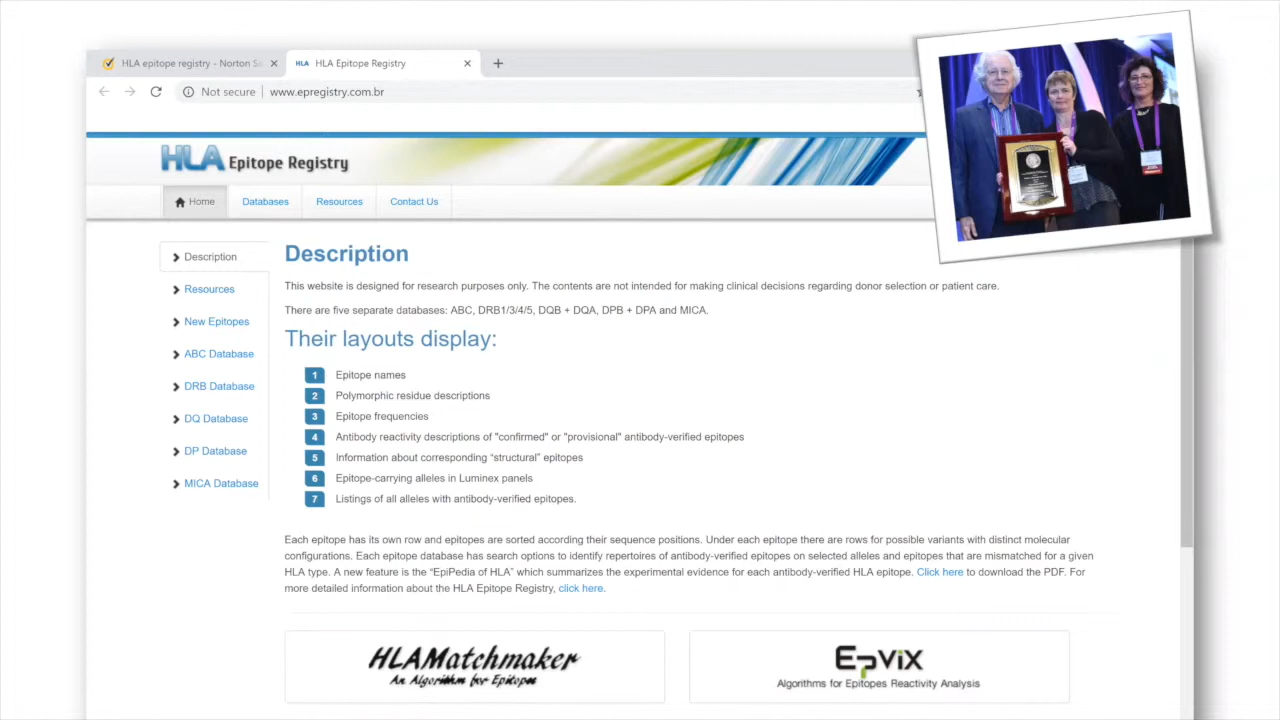 HLA epitope registry - Norton S
HLA HLA Epitope Registry
Not secure | www.epregistry.com.br
HLA Epitope Registry
Home
Databases
Resources
Contact Us
Description
Resources
New Epitopes
ABC Database
DRB Database
DQ Database
DP Database
MICA Database
Description
This website is designed for research purposes only. The contents are not intended for making clinical decisions regarding donor selection or patient care.
There are five separate databases: ABC, DRB1/3/4/5, DQB + DQA, DPB + DPA and MICA.
Their layouts display:
1 Epitope names
2 Polymorphic residue descriptions
3 Epitope frequencies
4 Antibody reactivity descriptions of "confirmed" or "provisional" antibody-verified epitopes
5 Information about corresponding “structural” epitopes
6 Epitope-carrying alleles in Luminex panels
7 Listings of all alleles with antibody-verified epitopes.
Each epitope has its own row and epitopes are sorted according their sequence positions. Under each epitope there are rows for possible variants with distinct molecular
configurations. Each epitope database has search options to identify repertoires of antibody-verified epitopes on selected alleles and epitopes that are mismatched for a given
HLA type. A new feature is the “EpiPedia of HLA” which summarizes the experimental evidence for each antibody-verified HLA epitope. Click here to download the PDF. For
more detailed information about the HLA Epitope Registry, click here.
HLAMatchmaker
An Algorithm for Epitopes
EpViX
Algorithms for Epitopes Reactivity Analysis